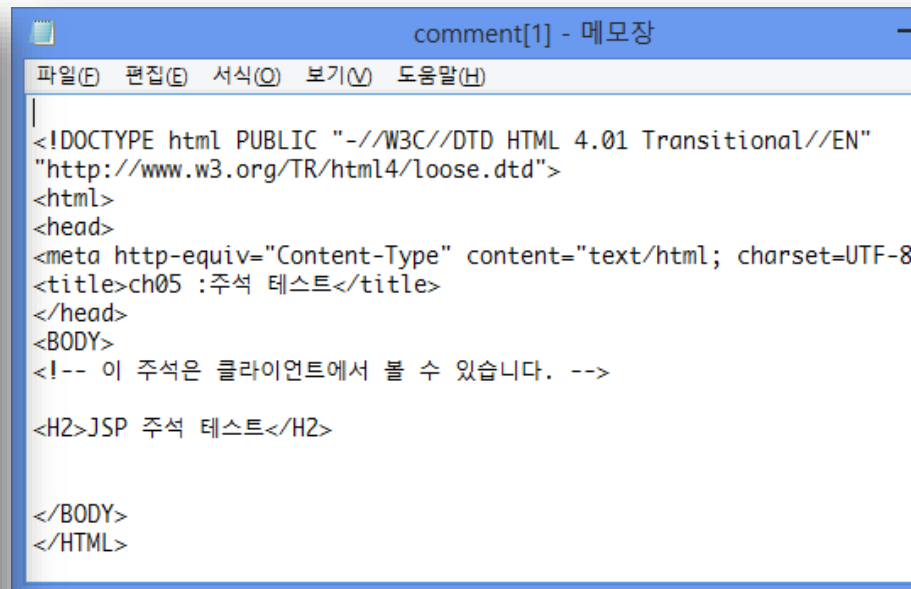 comment[1] - 메모장
파일(F) 편집(E) 서식(O) 보기(V) 도움말(H)
<!DOCTYPE html PUBLIC "-//W3C//DTD HTML 4.01 Transitional//EN"
"http://www.w3.org/TR/html4/loose.dtd">
<html>
<head>
<meta http-equiv="Content-Type" content="text/html; charset=UTF-8
<title>ch05 :주석 테스트</title>
</head>
<BODY>
<!-- 이 주석은 클라이언트에서 볼 수 있습니다. -->
<H2>JSP 주석 테스트</H2>
</BODY>
</HTML>